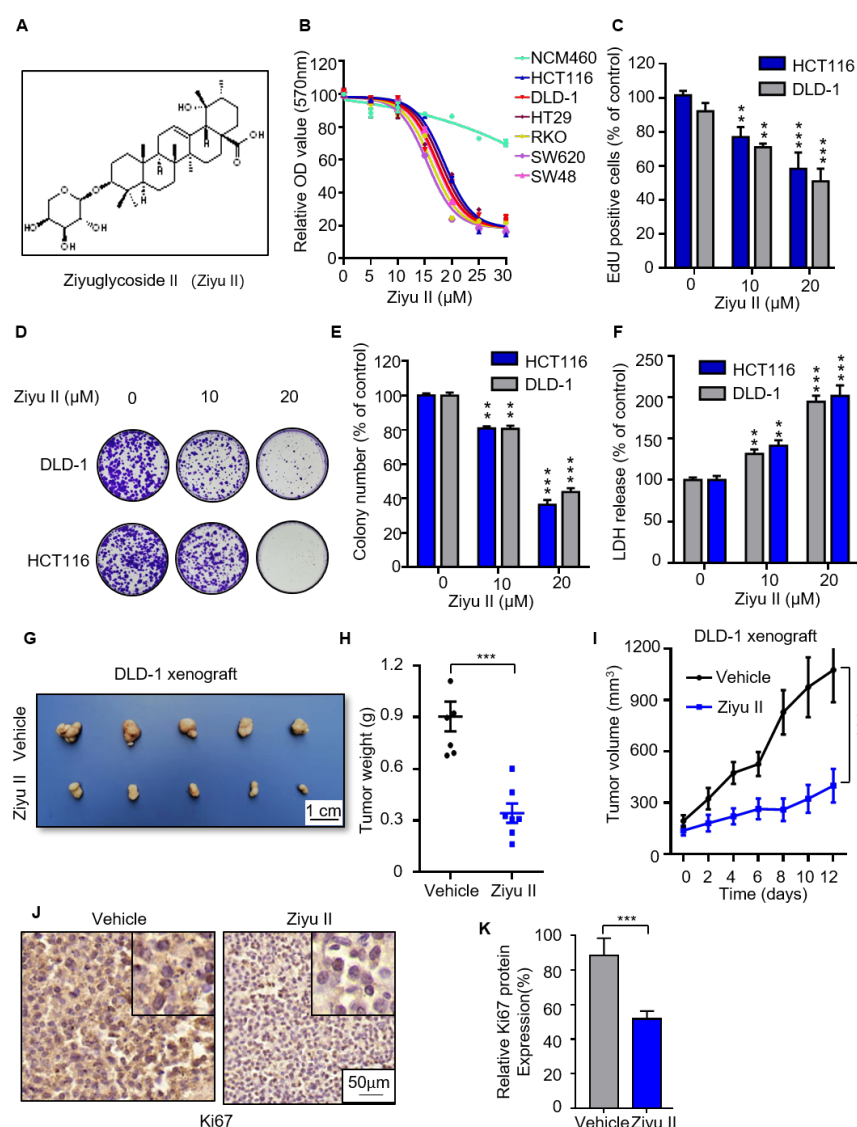 A
HO
OH
O
H
H
H
O
O
HO
OH
OH
Ziyuglycoside II (Ziyu II)
B
Relative OD value (570nm)
120
100
80
60
40
20
0
0 5 10 15 20 25 30
Ziyu II (μM)
NCM460
HCT116
DLD-1
HT29
RKO
SW620
SW48
C
EdU positive cells (% of control)
120
100
80
60
40
20
0
HCT116
DLD-1
** ** *** ***
0 10 20
Ziyu II (μM)
D
Ziyu II (μM) 0 10 20
DLD-1
HCT116
E
Colony number (% of control)
120
100
80
60
40
20
0
HCT116
DLD-1
** ** *** ***
0 10 20
Ziyu II (μM)
F
LDH release (% of control)
250
200
150
100
50
0
HCT116
DLD-1
** ** *** ***
0 10 20
Ziyu II (μM)
G
DLD-1 xenograft
Vehicle
Ziyu II
1 cm
H
Tumor weight (g)
1.2
0.9
0.6
0.3
0
***
Vehicle Ziyu II
I
DLD-1 xenograft
Tumor volume (mm³)
1200
900
600
300
0
Vehicle
Ziyu II
0 2 4 6 8 10 12
Time (days)
J
Vehicle Ziyu II
50μm
Ki67
K
Relative Ki67 protein
Expression(%)
100
80
60
40
80
60
0
***
Vehicle Ziyu II